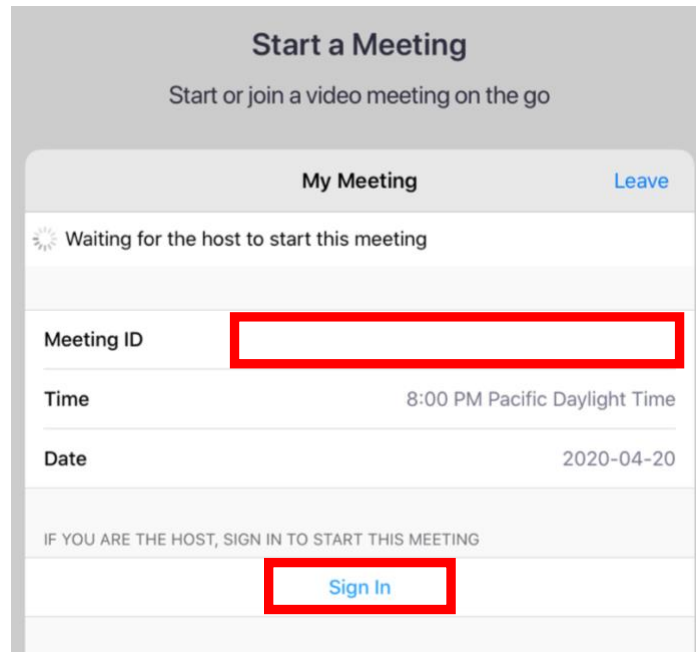 Start a Meeting
Start or join a video meeting on the go
My Meeting Leave
Waiting for the host to start this meeting
Meeting ID
Time 8:00 PM Pacific Daylight Time
Date 2020-04-20
IF YOU ARE THE HOST, SIGN IN TO START THIS MEETING
Sign In